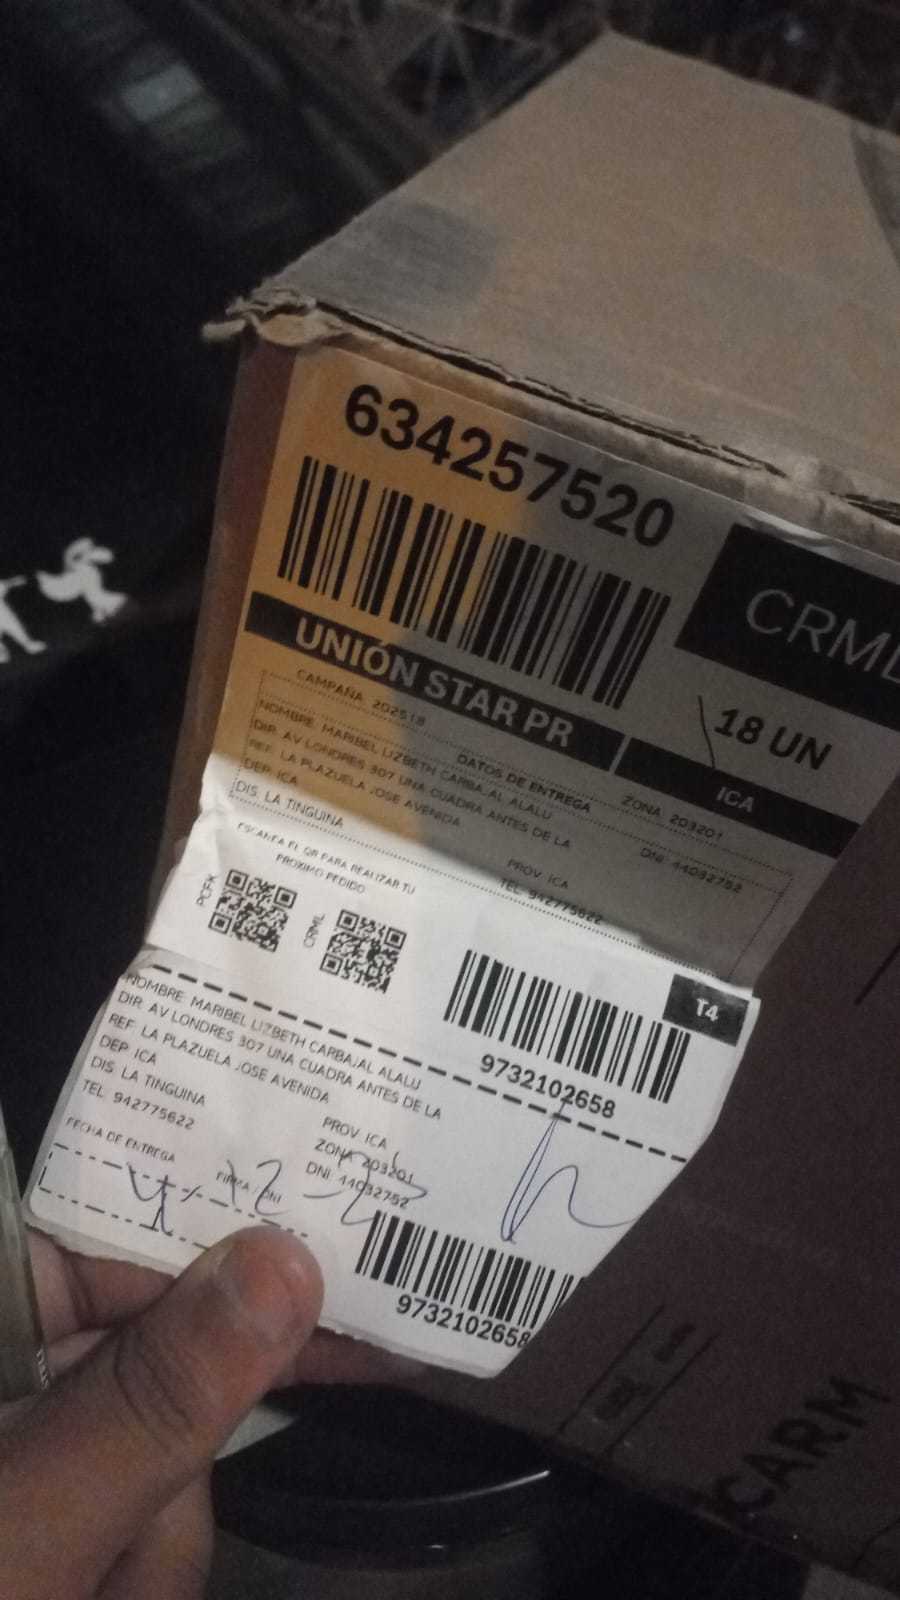 634257520
CRML
UNIÓN STAR PR
18 UN
ICA
CAMPAÑA: 202518
DATOS DE ENTREGA
ZONA: 203201
NOMBRE: MARIBEL LIZBETH CARBAJAL ALALU
DIR: AV LONDRES 307 UNA CUADRA ANTES DE LA
DNI: 44032752
REF: LA PLAZUELA JOSE AVENIDA
DEP: ICA
PROV: ICA
DIS: LA TINGUINA
TEL: 942775622
ESCANEA EL QR PARA REALIZAR TU
PROXIMO PEDIDO
PCFK
CRML
T4
9732102658
NOMBRE: MARIBEL LIZBETH CARBAJAL ALALU
DIR: AV LONDRES 307 UNA CUADRA ANTES DE LA
REF: LA PLAZUELA JOSE AVENIDA
DEP: ICA
PROV: ICA
DIS: LA TINGUINA
ZONA: 203201
TEL: 942775622
DNI: 44032752
FECHA DE ENTREGA
FIRMA / DNI
9732102658
CARM